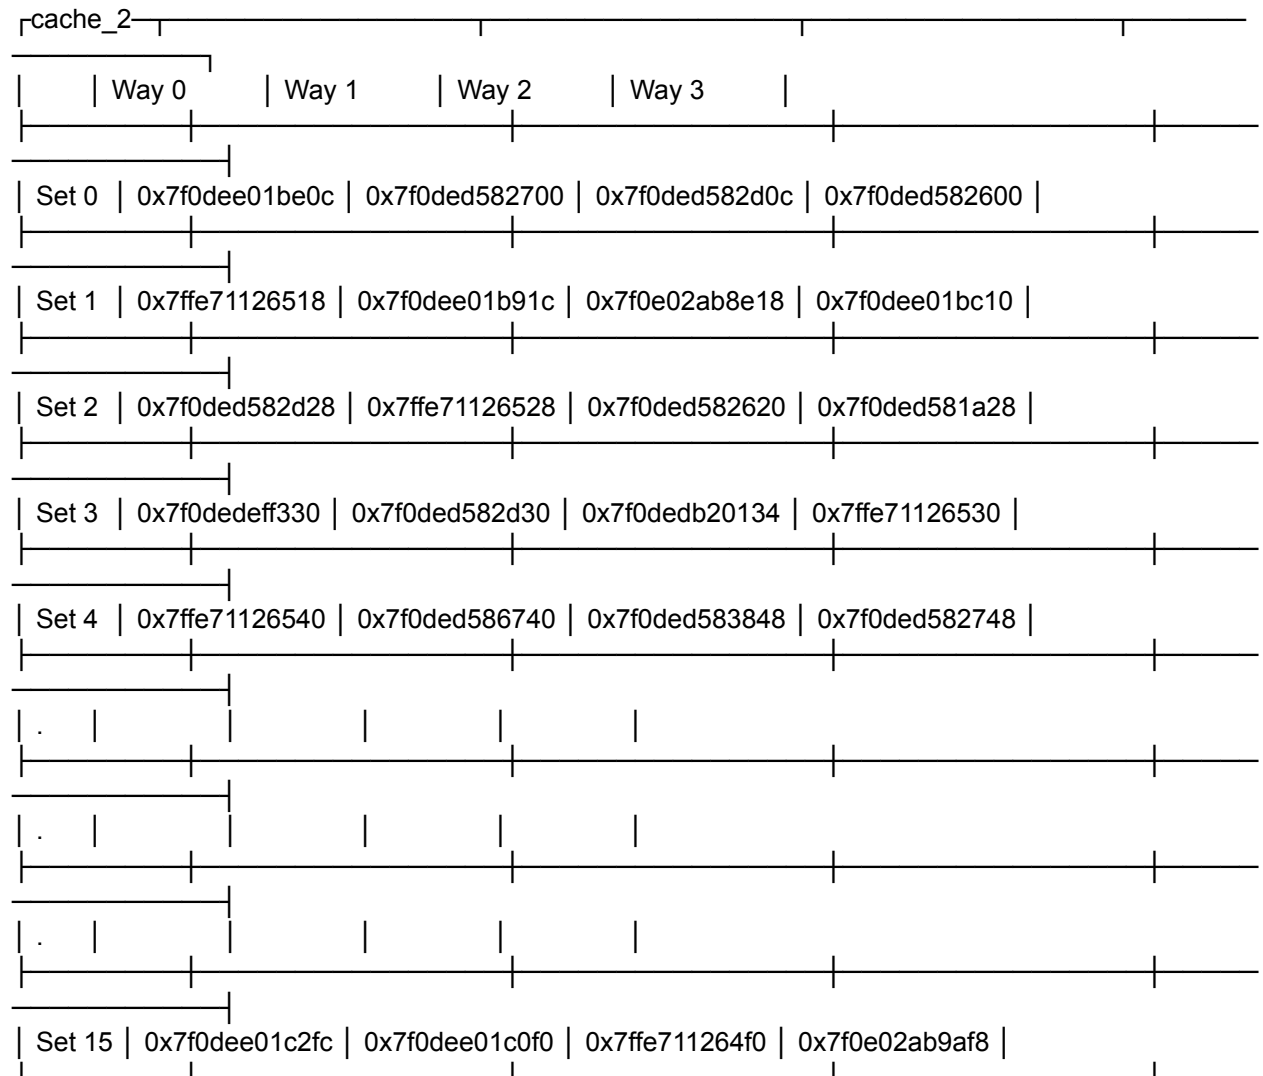 ┌cache_2─┬─────────────────┬─────────────────┬─────────────────┬─────────────────┐
│ │ Way 0 │ Way 1 │ Way 2 │ Way 3 │
│ Set 0 │ 0x7f0dee01be0c │ 0x7f0ded582700 │ 0x7f0ded582d0c │ 0x7f0ded582600 │
│ Set 1 │ 0x7ffe71126518 │ 0x7f0dee01b91c │ 0x7f0e02ab8e18 │ 0x7f0dee01bc10 │
│ Set 2 │ 0x7f0ded582d28 │ 0x7ffe71126528 │ 0x7f0ded582620 │ 0x7f0ded581a28 │
│ Set 3 │ 0x7f0dedeff330 │ 0x7f0ded582d30 │ 0x7f0dedb20134 │ 0x7ffe71126530 │
│ Set 4 │ 0x7ffe71126540 │ 0x7f0ded586740 │ 0x7f0ded583848 │ 0x7f0ded582748 │
│ . │ │ │ │ │
│ . │ │ │ │ │
│ . │ │ │ │ │
│ Set 15 │ 0x7f0dee01c2fc │ 0x7f0dee01c0f0 │ 0x7ffe711264f0 │ 0x7f0e02ab9af8 │